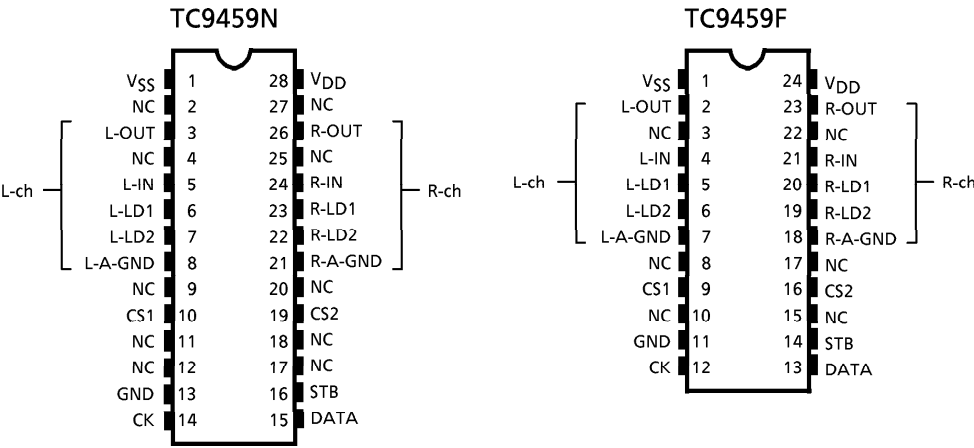 TC9459N TC9459F
VSS 1 28 VDD
NC 2 27 NC
L-OUT 3 26 R-OUT
NC 4 25 NC
L-IN 5 24 R-IN
L-ch R-ch
L-LD1 6 23 R-LD1
L-LD2 7 22 R-LD2
L-A-GND 8 21 R-A-GND
NC 9 20 NC
CS1 10 19 CS2
NC 11 18 NC
NC 12 17 NC
GND 13 16 STB
CK 14 15 DATA
VSS 1 24 VDD
L-OUT 2 23 R-OUT
NC 3 22 NC
L-IN 4 21 R-IN
L-ch L-LD1 5 20 R-LD1 R-ch
L-LD2 6 19 R-LD2
L-A-GND 7 18 R-A-GND
NC 8 17 NC
CS1 9 16 CS2
NC 10 15 NC
GND 11 14 STB
CK 12 13 DATA